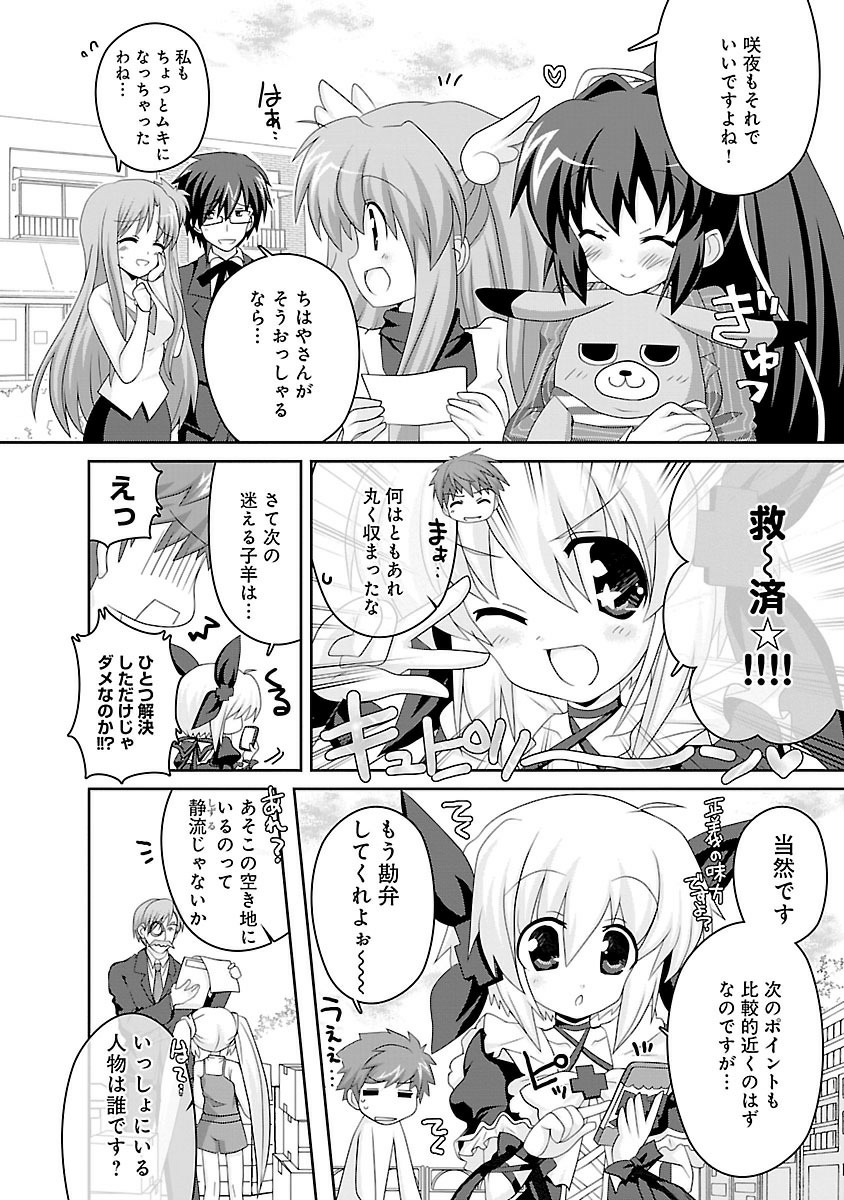 咲夜もそれで
いいですよね！
ぎゅっ
はぁ…
私も
ちょっとムキに
なっちゃった
わね…
ちはやさんが
そうおっしゃる
なら…
救〜済☆!!!!
何はともあれ
丸く収まったな
まぁ…
キュピリーン♥
さて次の
迷える子羊は…
えっ
ひとつ解決
しただけじゃ
ダメなのか!!?
当然です
次のポイントも
比較的近くのはず
なのですが…
正義の味方
ですよ？
ピッ
もう勘弁
してくれよぉ〜〜
うえぇ…
あれ？
あそこの空き地に
いるのって
静流じゃないか
しずる
はいてー…
いっしょにいる
人物は誰です？